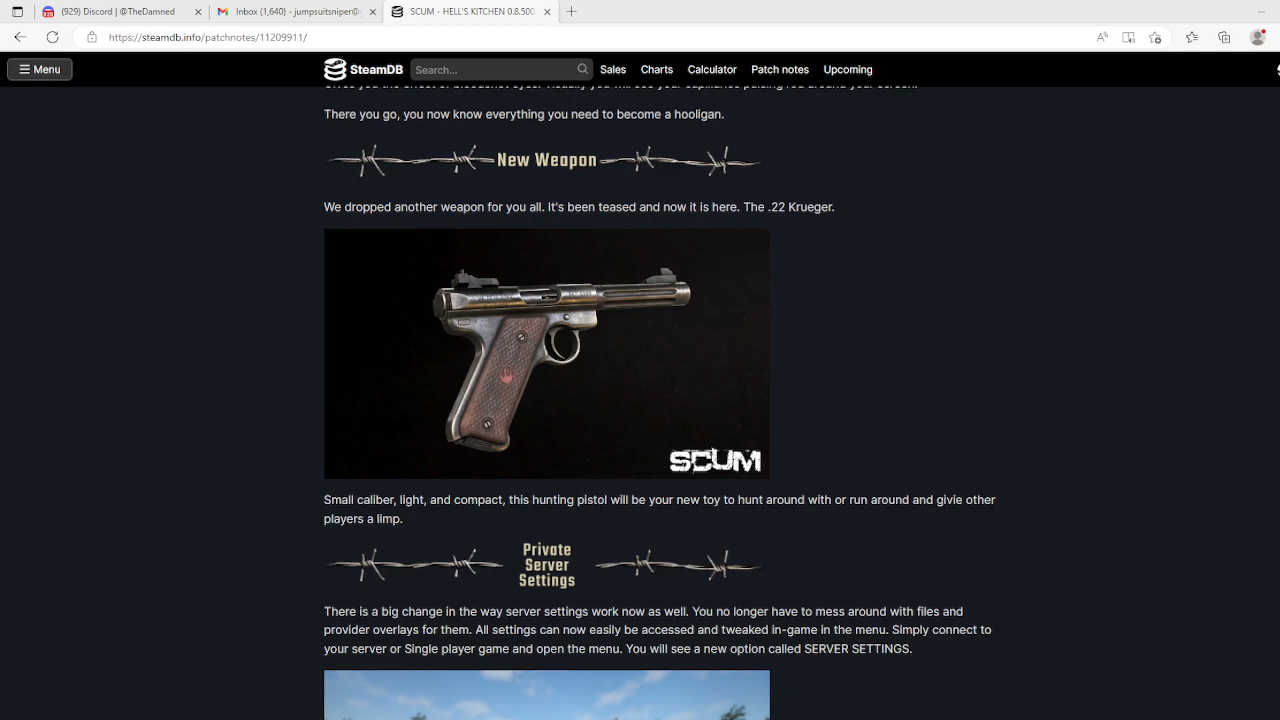 (929) Discord | @TheDamned
Inbox (1,640) - jumpsuitsniper@
SCUM - HELL'S KITCHEN 0.8.500.
https://steamdb.info/patchnotes/11209911/
Menu
SteamDB
Search...
Sales
Charts
Calculator
Patch notes
Upcoming
There you go, you now know everything you need to become a hooligan.
New Weapon
We dropped another weapon for you all. It's been teased and now it is here. The .22 Krueger.
SCUM
Small caliber, light, and compact, this hunting pistol will be your new toy to hunt around with or run around and givie other
players a limp.
Private
Server
Settings
There is a big change in the way server settings work now as well. You no longer have to mess around with files and
provider overlays for them. All settings can now easily be accessed and tweaked in-game in the menu. Simply connect to
your server or Single player game and open the menu. You will see a new option called SERVER SETTINGS.